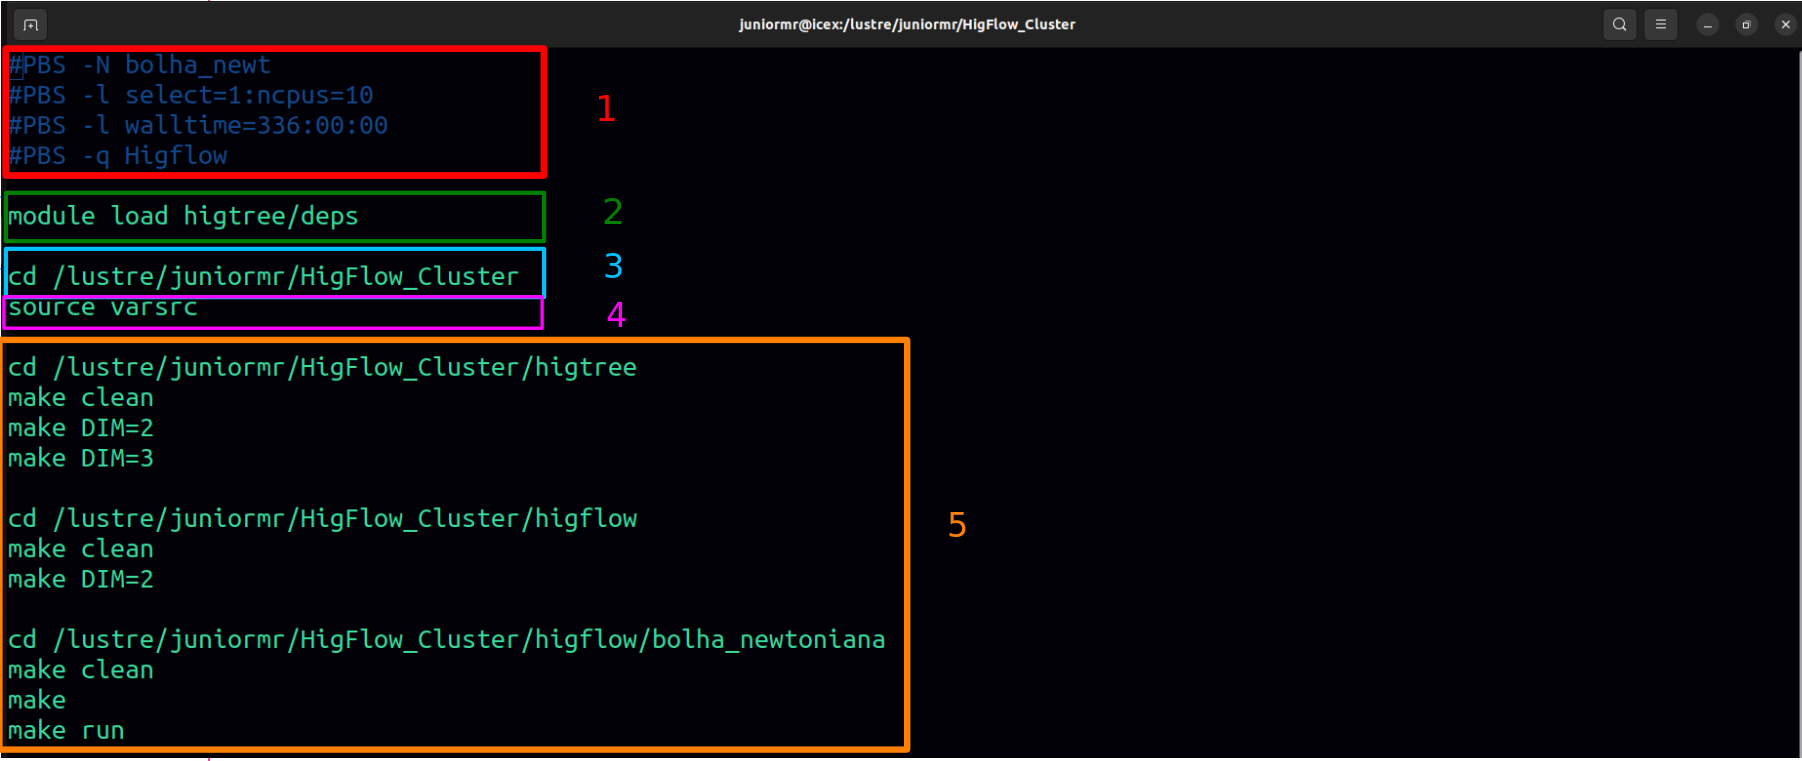 juniormr@icex:/lustre/juniormr/HigFlow_Cluster
#PBS -N bolha_newt
#PBS -l select=1:ncpus=10
#PBS -l walltime=336:00:00
#PBS -q Higflow
1
module load higtree/deps
2
cd /lustre/juniormr/HigFlow_Cluster
3
source varsrc
4
cd /lustre/juniormr/HigFlow_Cluster/higtree
make clean
make DIM=2
make DIM=3
cd /lustre/juniormr/HigFlow_Cluster/higflow
5
make clean
make DIM=2
cd /lustre/juniormr/HigFlow_Cluster/higflow/bolha_newtoniana
make clean
make
make run